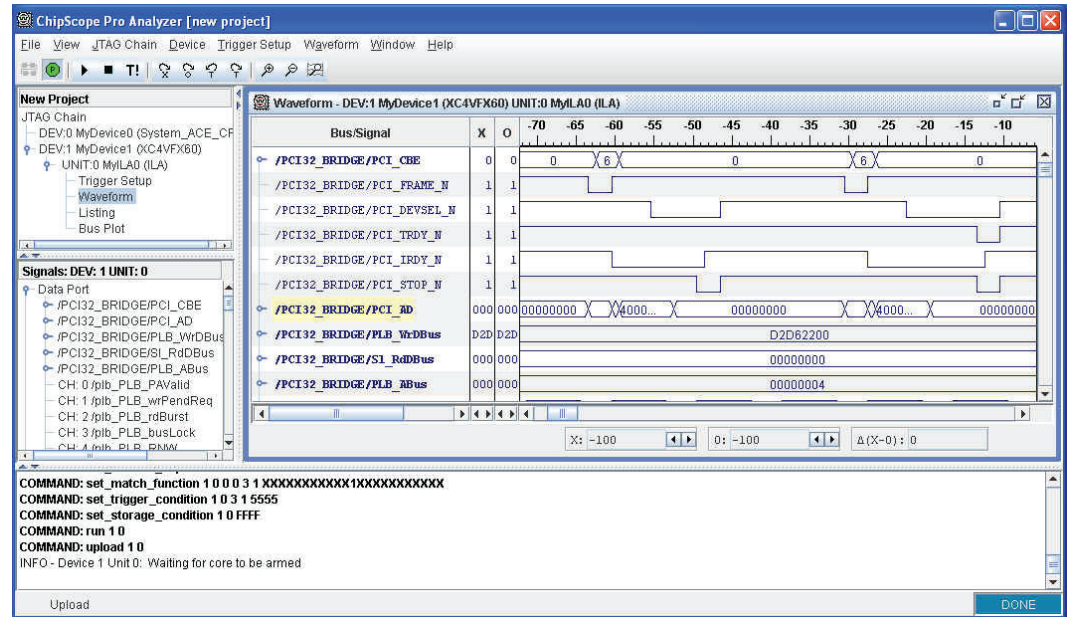 ChipScope Pro Analyzer [new project]
File View JTAG Chain Device Trigger Setup Waveform Window Help
T!
New Project
JTAG Chain
DEV:0 MyDevice0 (System_ACE_CF
DEV:1 MyDevice1 (XC4VFX60)
UNIT:0 MyILA0 (ILA)
Trigger Setup
Waveform
Listing
Bus Plot
Signals: DEV: 1 UNIT: 0
Data Port
/PCI32_BRIDGE/PCI_CBE
/PCI32_BRIDGE/PCI_AD
/PCI32_BRIDGE/PLB_WrDBus
/PCI32_BRIDGE/Sl_RdDBus
/PCI32_BRIDGE/PLB_ABus
CH: 0 /plb_PLB_PAValid
CH: 1 /plb_PLB_wrPendReq
CH: 2 /plb_PLB_rdBurst
CH: 3 /plb_PLB_busLock
CH: 4 /plb_PLB_RNW
Waveform - DEV:1 MyDevice1 (XC4VFX60) UNIT:0 MyILA0 (ILA)
Bus/Signal X O -70 -65 -60 -55 -50 -45 -40 -35 -30 -25 -20 -15 -10
/PCI32_BRIDGE/PCI_CBE 0 0 0 6 0 6 0
/PCI32_BRIDGE/PCI_FRAME_N 1 1
/PCI32_BRIDGE/PCI_DEVSEL_N 1 1
/PCI32_BRIDGE/PCI_TRDY_N 1 1
/PCI32_BRIDGE/PCI_IRDY_N 1 1
/PCI32_BRIDGE/PCI_STOP_N 1 1
/PCI32_BRIDGE/PCI_AD 000 000 00000000 4000... 00000000 4000... 00000000
/PCI32_BRIDGE/PLB_WrDBus D2D D2D D2D62200
/PCI32_BRIDGE/Sl_RdDBus 000 000 00000000
/PCI32_BRIDGE/PLB_ABus 000 000 00000004
X: -100 O: -100 Δ(X-O): 0
COMMAND: set_match_function 1 0 0 0 3 1 XXXXXXXXXXXX1XXXXXXXXXXXX
COMMAND: set_trigger_condition 1 0 3 1 5555
COMMAND: set_storage_condition 1 0 FFFF
COMMAND: run 1 0
COMMAND: upload 1 0
INFO - Device 1 Unit 0: Waiting for core to be armed
Upload DONE